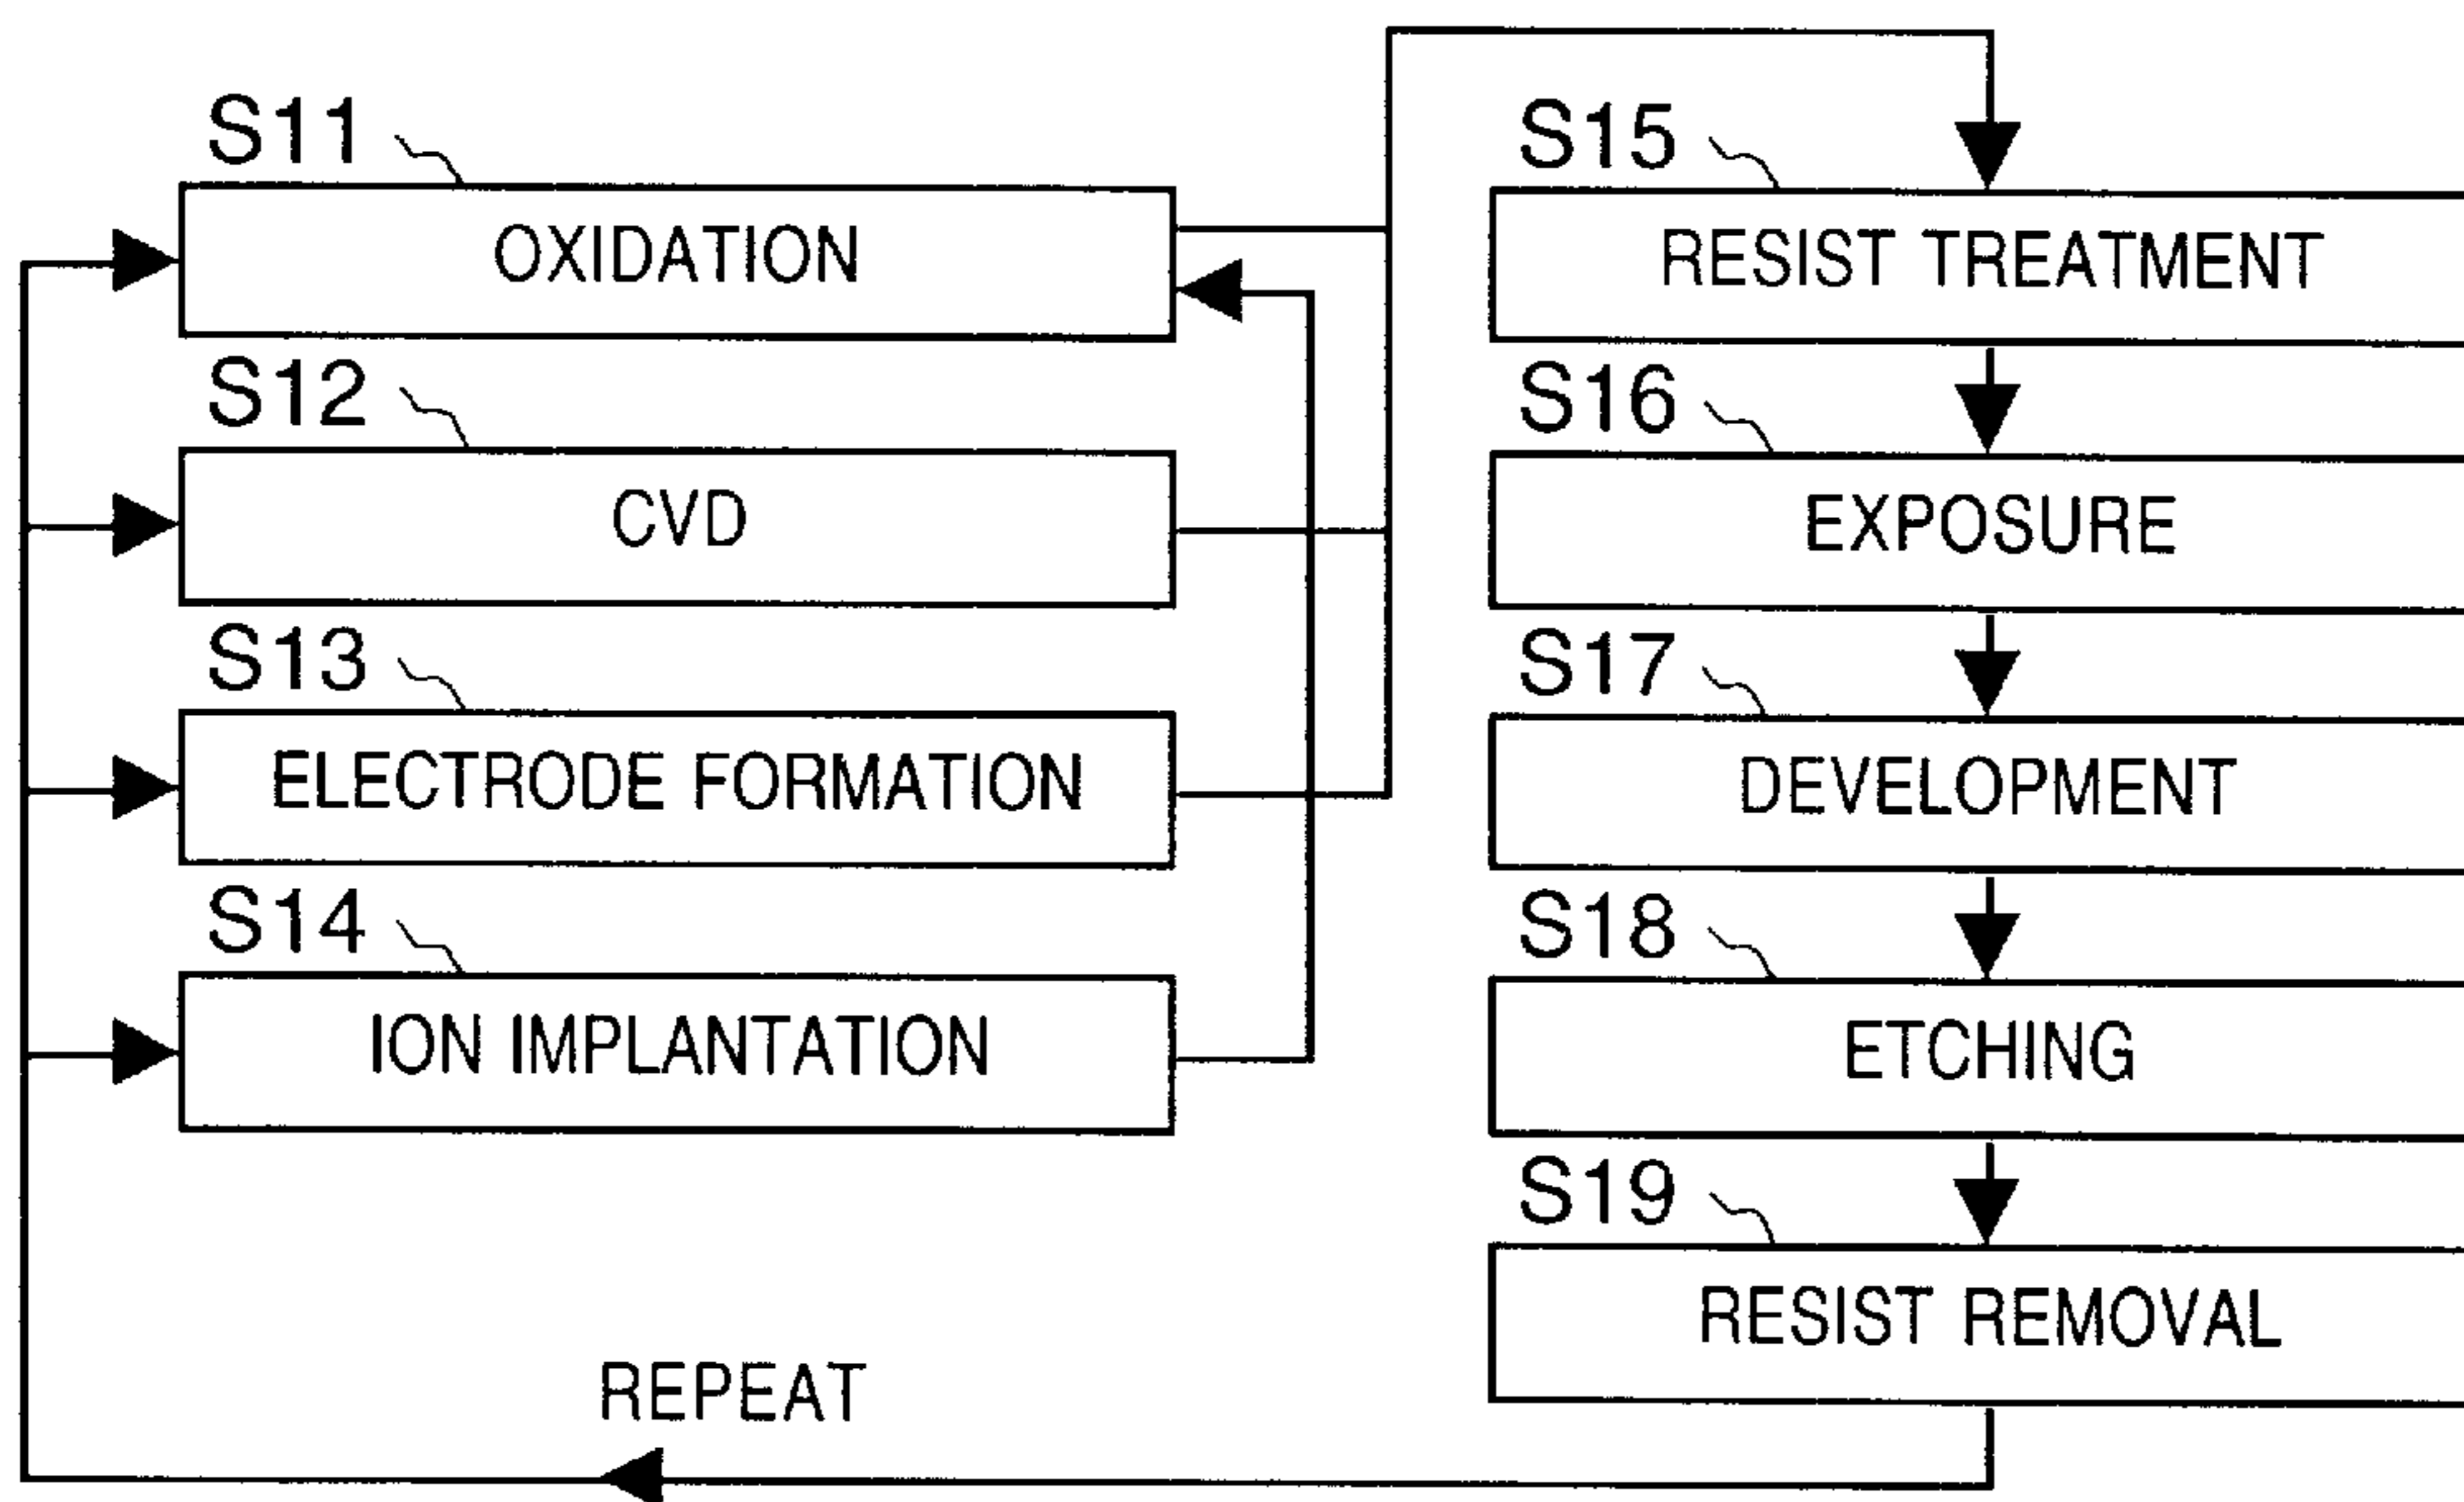 S11
OXIDATION
S12
CVD
S13
ELECTRODE FORMATION
S14
ION IMPLANTATION
S15
RESIST TREATMENT
S16
EXPOSURE
S17
DEVELOPMENT
S18
ETCHING
S19
RESIST REMOVAL
REPEAT